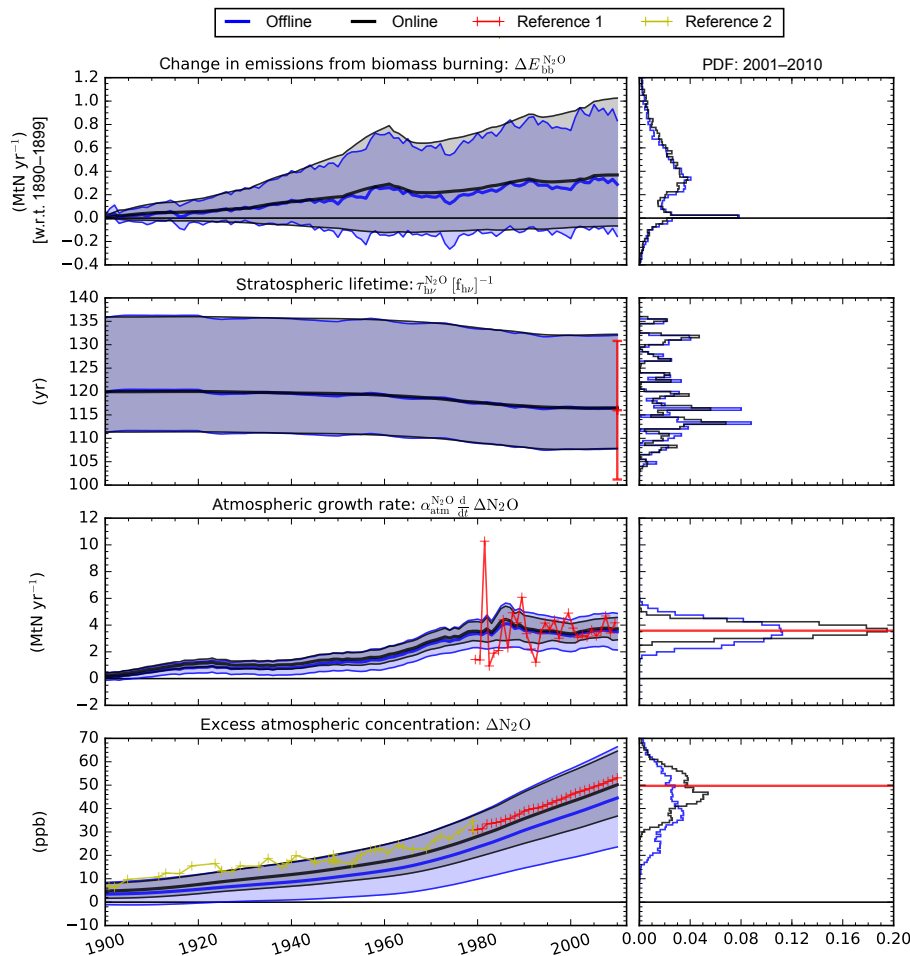 Offline Online Reference 1 Reference 2
Change in emissions from biomass burning: ΔE_bb^N₂O
PDF: 2001–2010
(MtN yr⁻¹)
[w.r.t. 1890–1899]
1.2
1.0
0.8
0.6
0.4
0.2
0.0
−0.2
−0.4
Stratospheric lifetime: τ_hν^N₂O [f_hν]⁻¹
(yr)
140
135
130
125
120
115
110
105
100
Atmospheric growth rate: α_atm^N₂O d/dt ΔN₂O
(MtN yr⁻¹)
12
10
8
6
4
2
0
−2
Excess atmospheric concentration: ΔN₂O
(ppb)
70
60
50
40
30
20
10
0
−10
1900 1920 1940 1960 1980 2000
0.00 0.04 0.08 0.12 0.16 0.20